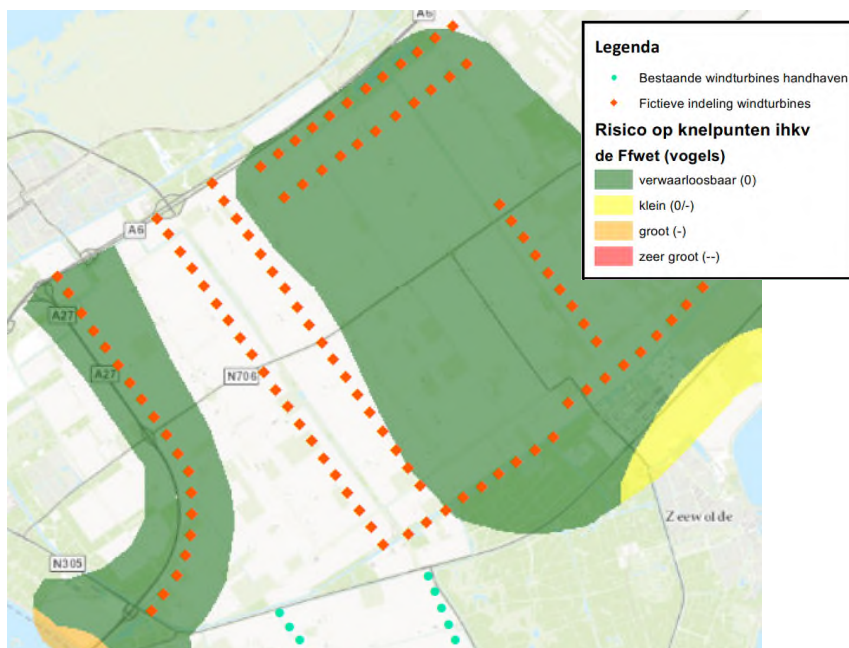 A6
Legenda
Bestaande windturbines handhaven
Fictieve indeling windturbines
Risico op knelpunten ihkv
de Ffwet (vogels)
verwaarloosbaar (0)
klein (0/-)
groot (-)
zeer groot (--)
A6
A27
A27
N706
Zeewolde
N305